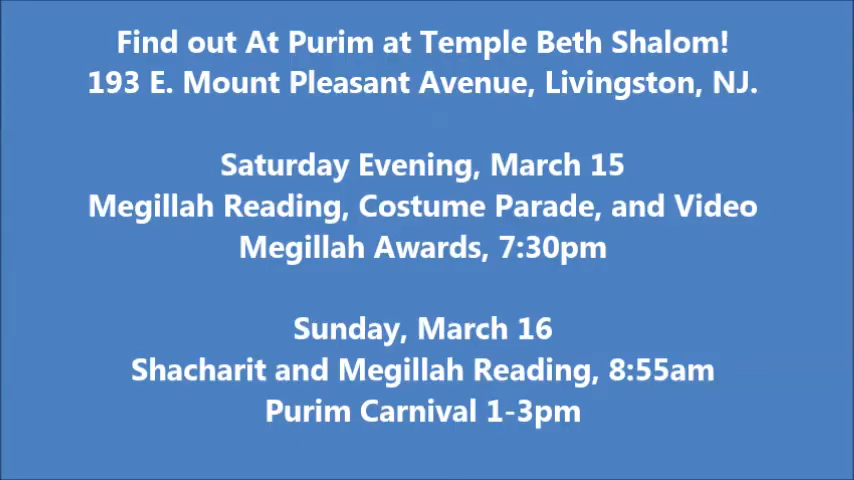 Find out At Purim at Temple Beth Shalom!
193 E. Mount Pleasant Avenue, Livingston, NJ.
Saturday Evening, March 15
Megillah Reading, Costume Parade, and Video
Megillah Awards, 7:30pm
Sunday, March 16
Shacharit and Megillah Reading, 8:55am
Purim Carnival 1-3pm